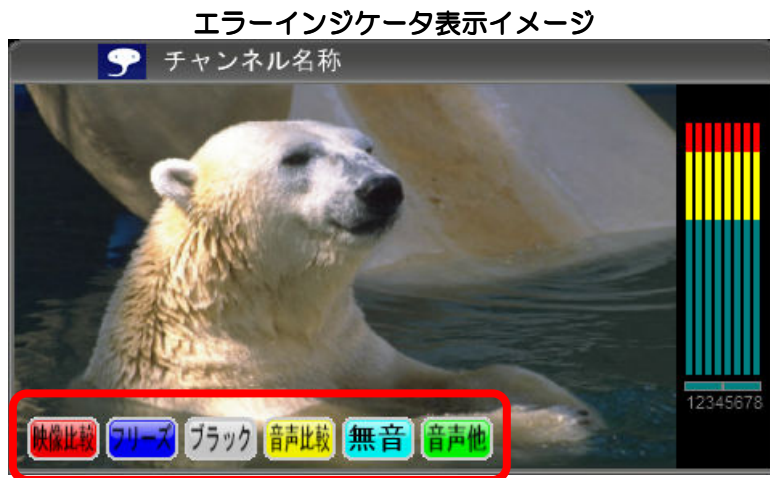 エラーインジケータ表示イメージ
チャンネル名称
12345678
映像比較 フリーズ ブラック 音声比較 無音 音声他